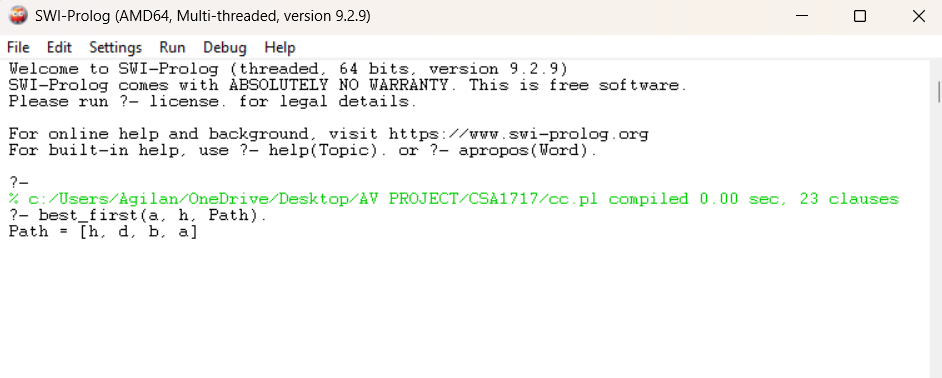 SWI-Prolog (AMD64, Multi-threaded, version 9.2.9)
File Edit Settings Run Debug Help
Welcome to SWI-Prolog (threaded, 64 bits, version 9.2.9)
SWI-Prolog comes with ABSOLUTELY NO WARRANTY. This is free software.
Please run ?- license. for legal details.
For online help and background, visit https://www.swi-prolog.org
For built-in help, use ?- help(Topic). or ?- apropos(Word).
?-
% c:/Users/Agilan/OneDrive/Desktop/AV PROJECT/CSA1717/cc.pl compiled 0.00 sec, 23 clauses
?- best_first(a, h, Path).
Path = [h, d, b, a]